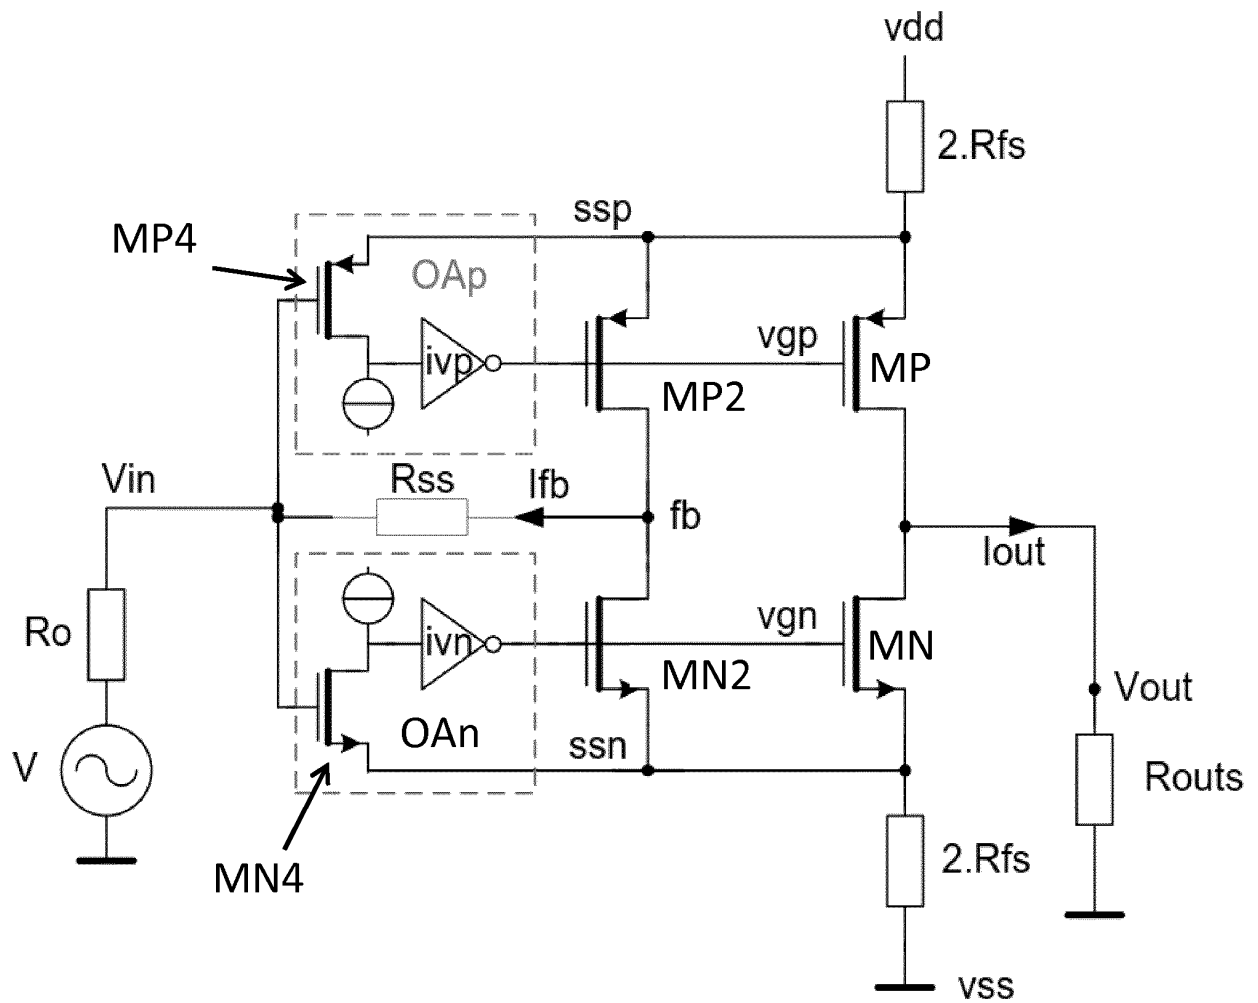 vdd
2.Rfs
ssp
MP4
OAp
vgp
ivp
MP
MP2
Vin
Rss
Ifb
fb
Iout
Ro
ivn
vgn
MN
MN2
OAn
ssn
Vout
V
Routs
MN4
2.Rfs
vss